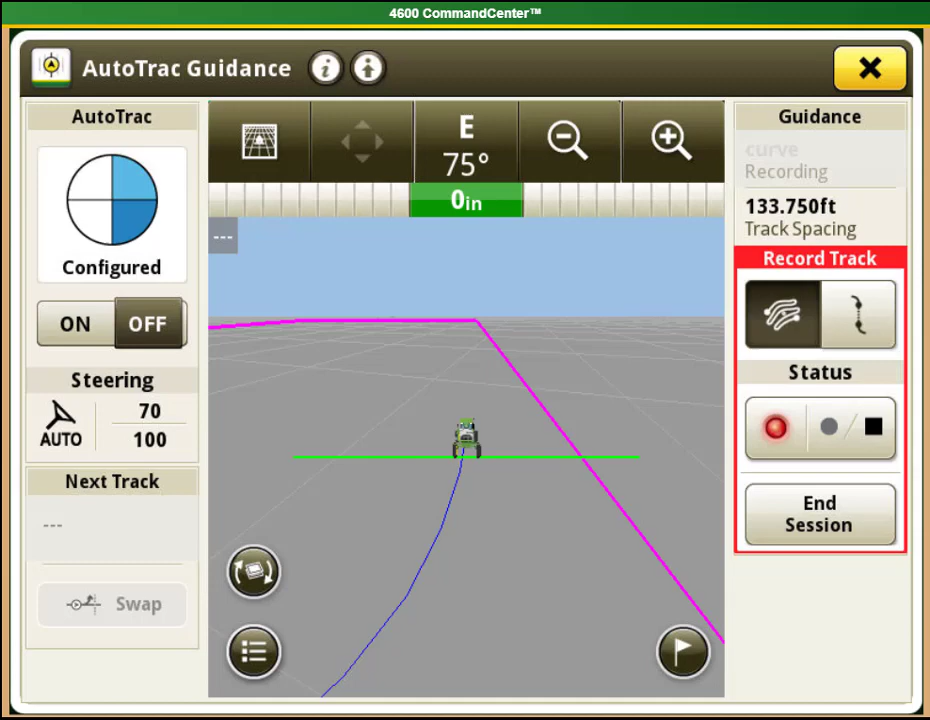 4600 CommandCenter™
AutoTrac Guidance
AutoTrac
Configured
ON
OFF
Steering
AUTO
70
100
Next Track
---
Swap
E
75°
0in
---
Guidance
curve
Recording
133.750ft
Track Spacing
Record Track
Status
End
Session